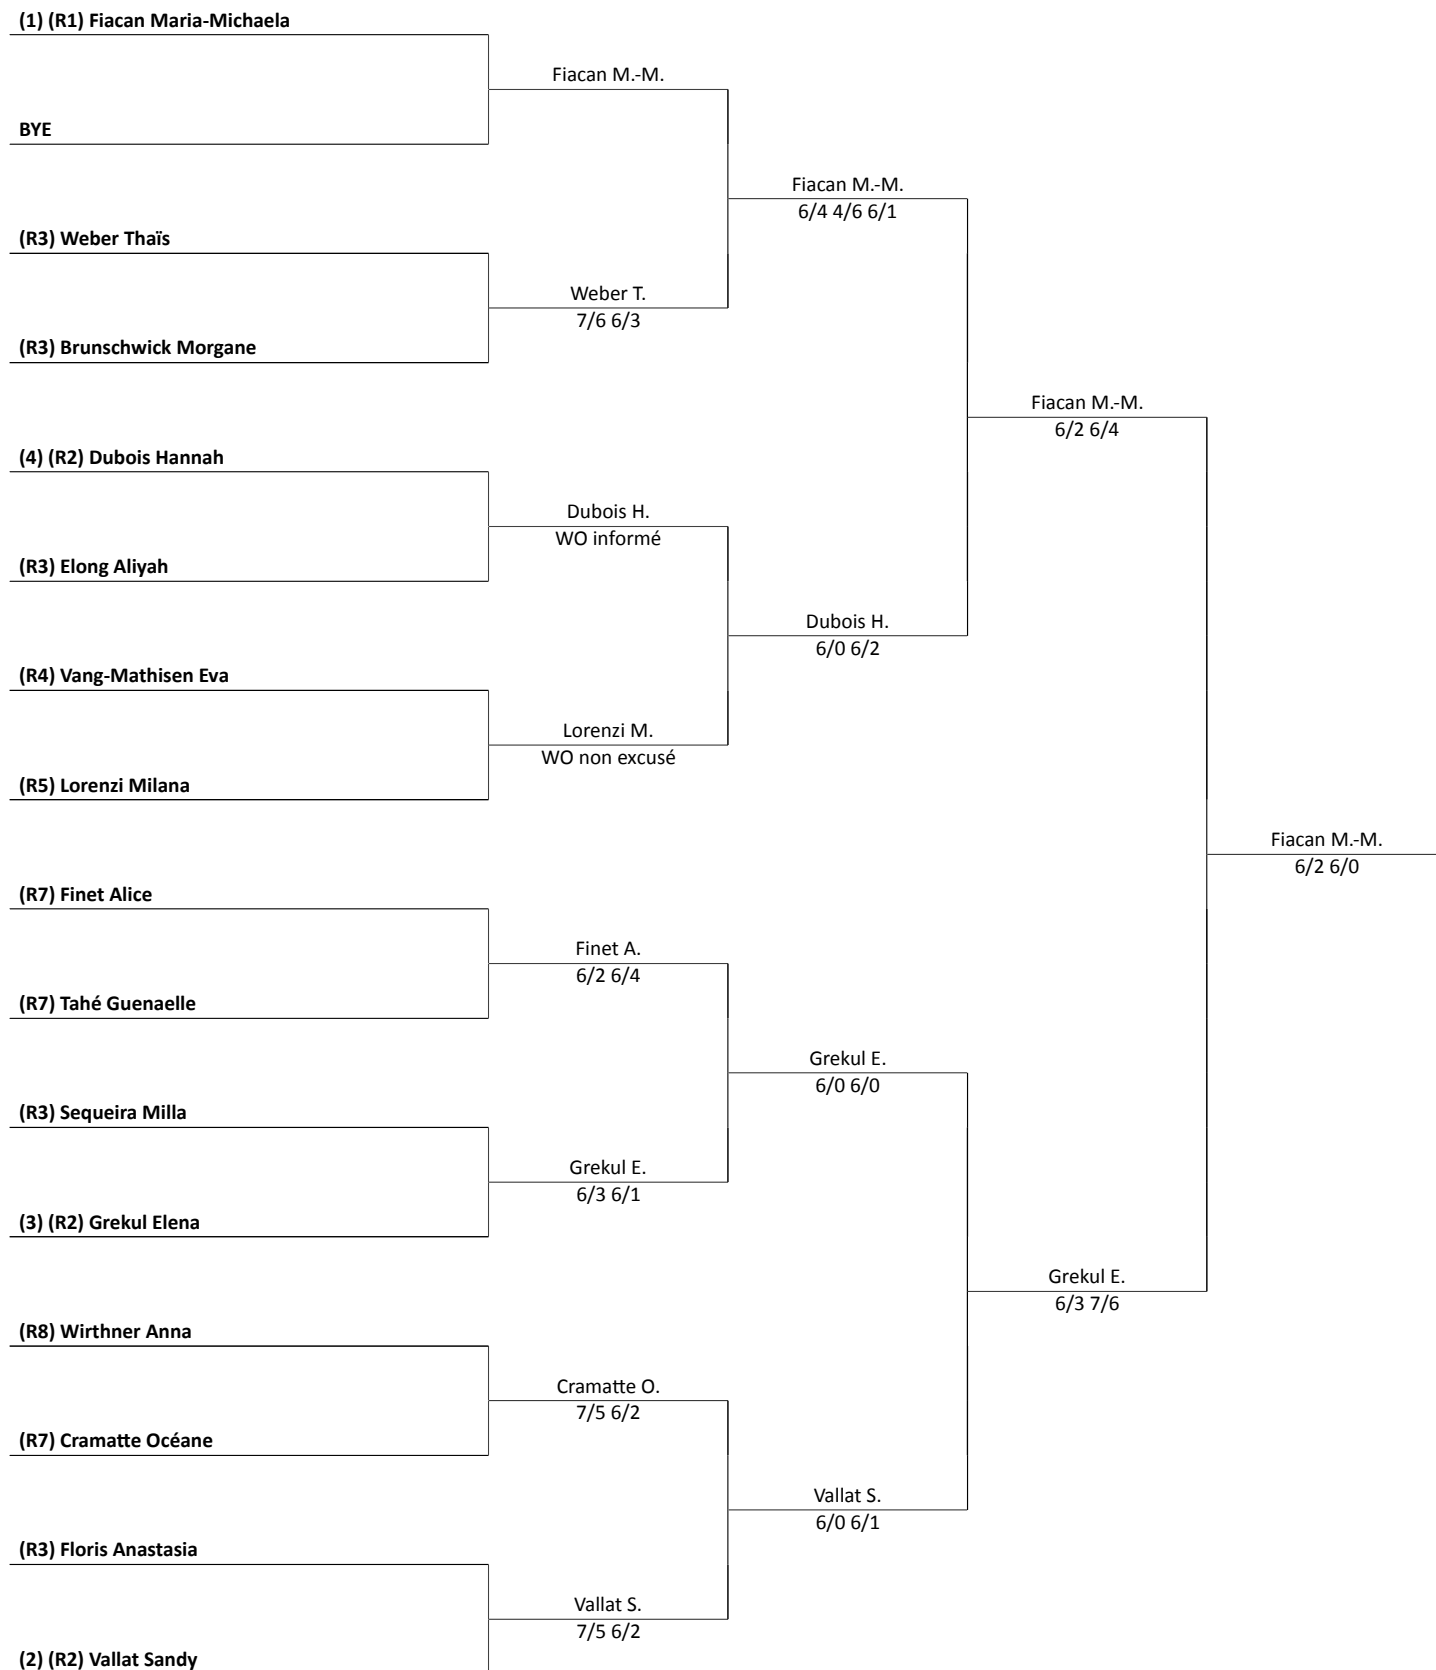 (1) (R1) Fiacan Maria-Michaela
Fiacan M.-M.
BYE
Fiacan M.-M.
6/4 4/6 6/1
(R3) Weber Thaïs
Weber T.
7/6 6/3
(R3) Brunschwick Morgane
Fiacan M.-M.
6/2 6/4
(4) (R2) Dubois Hannah
Dubois H.
WO informé
(R3) Elong Aliyah
Dubois H.
6/0 6/2
(R4) Vang-Mathisen Eva
Lorenzi M.
WO non excusé
(R5) Lorenzi Milana
Fiacan M.-M.
6/2 6/0
(R7) Finet Alice
Finet A.
6/2 6/4
(R7) Tahé Guenaelle
Grekul E.
6/0 6/0
(R3) Sequeira Milla
Grekul E.
6/3 6/1
(3) (R2) Grekul Elena
Grekul E.
6/3 7/6
(R8) Wirthner Anna
Cramatte O.
7/5 6/2
(R7) Cramatte Océane
Vallat S.
6/0 6/1
(R3) Floris Anastasia
Vallat S.
7/5 6/2
(2) (R2) Vallat Sandy